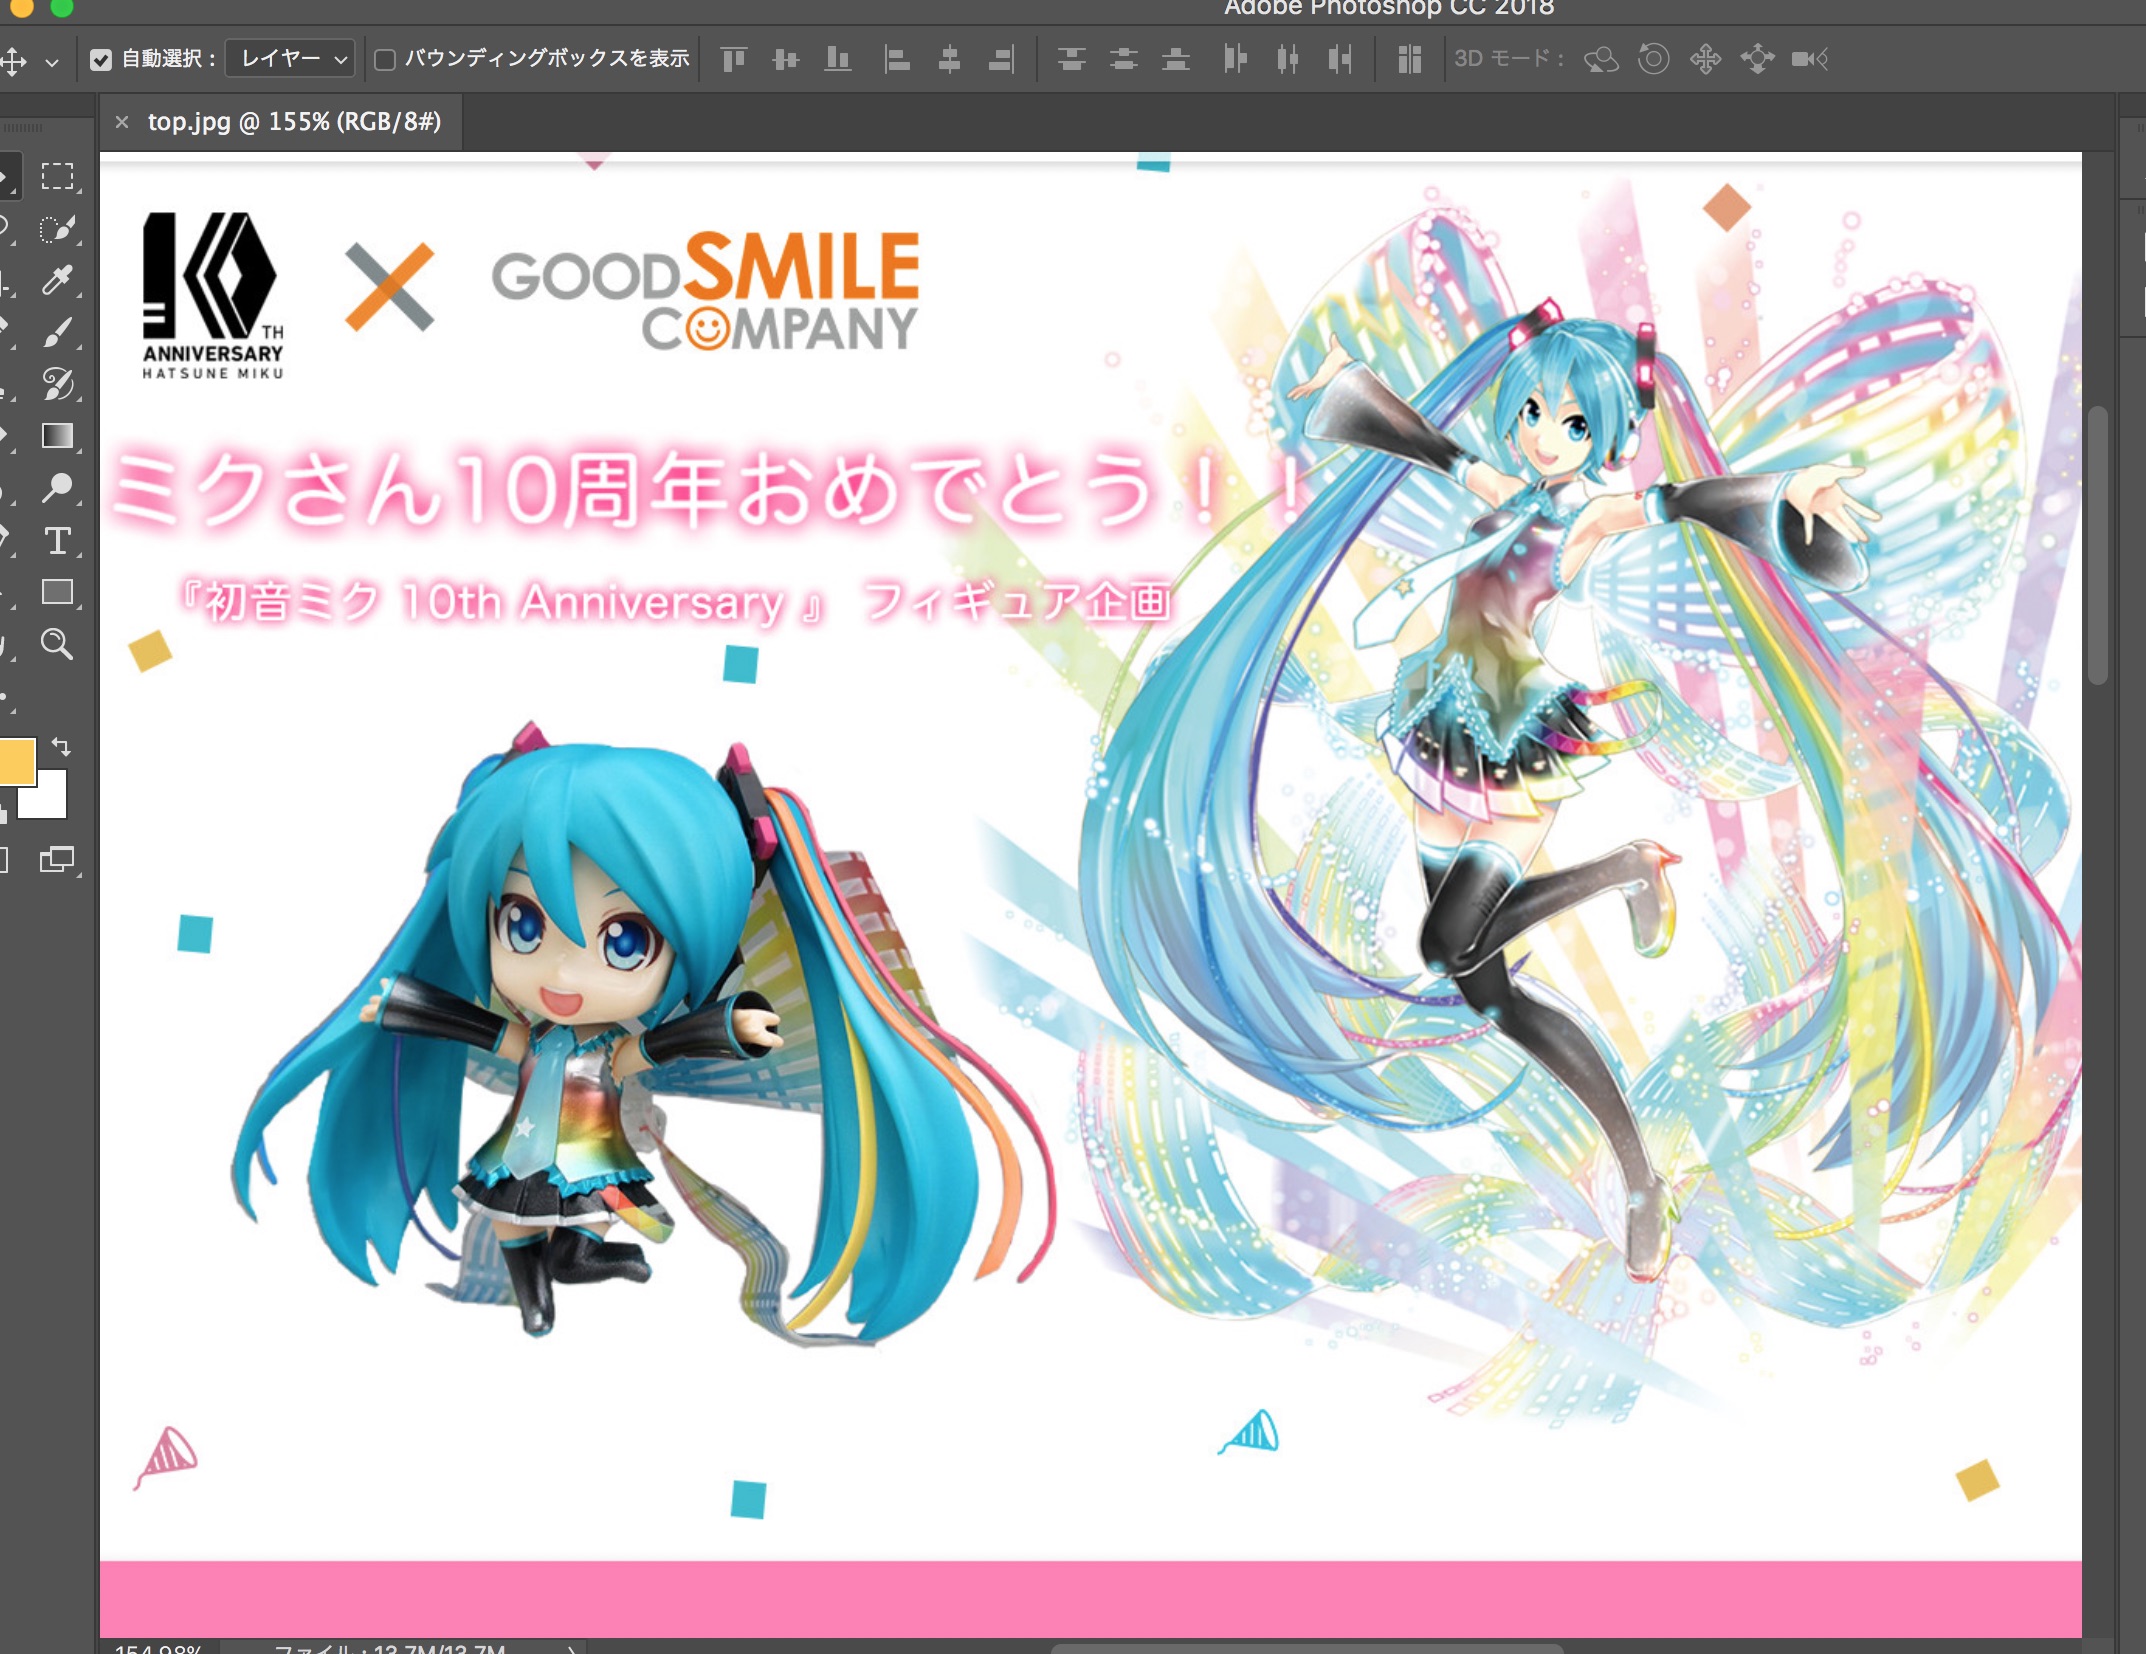 Adobe Photoshop CC 2018
自動選択： レイヤー バウンディングボックスを表示 3D モード：
× top.jpg @ 155% (RGB/8#)
10TH
ANNIVERSARY
HATSUNE MIKU
GOODSMILE
COMPANY
ミクさん10周年おめでとう！！
『初音ミク 10th Anniversary 』 フィギュア企画
154.98% ファイル : 13.7M/13.7M